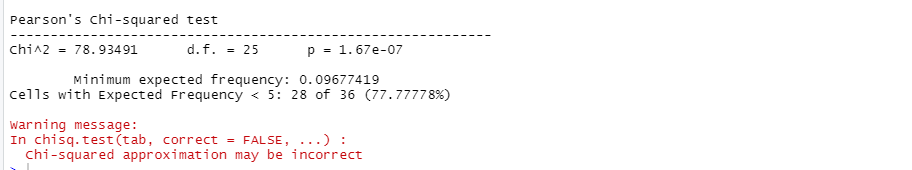 Pearson's Chi-squared test
------------------------------------------------------------
Chi^2 = 78.93491      d.f. = 25      p = 1.67e-07
Minimum expected frequency: 0.09677419
Cells with Expected Frequency < 5: 28 of 36 (77.77778%)
Warning message:
In chisq.test(tab, correct = FALSE, ...) :
Chi-squared approximation may be incorrect
>